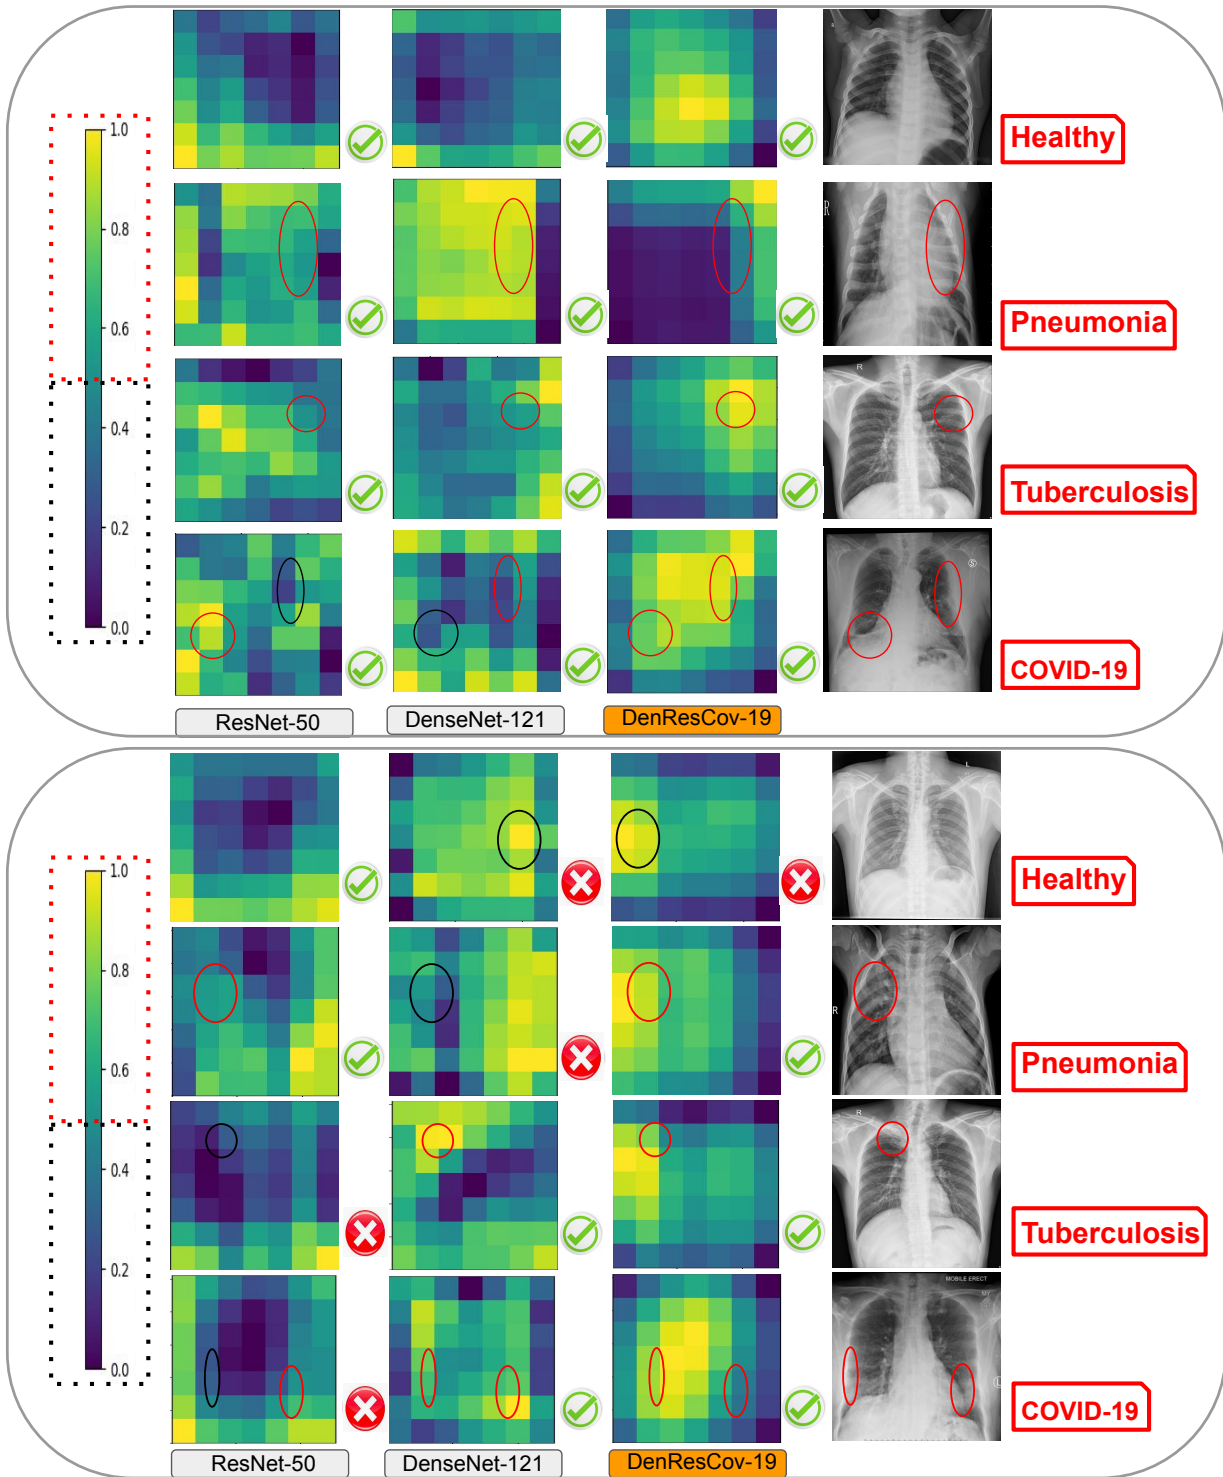 1.0
0.8
0.6
0.4
0.2
0.0
Healthy
R
Pneumonia
R
Tuberculosis
S
COVID-19
ResNet-50
DenseNet-121
DenResCov-19
1.0
0.8
0.6
0.4
0.2
0.0
L
Healthy
R
Pneumonia
R
Tuberculosis
MOBILE ERECT
L
COVID-19
ResNet-50
DenseNet-121
DenResCov-19